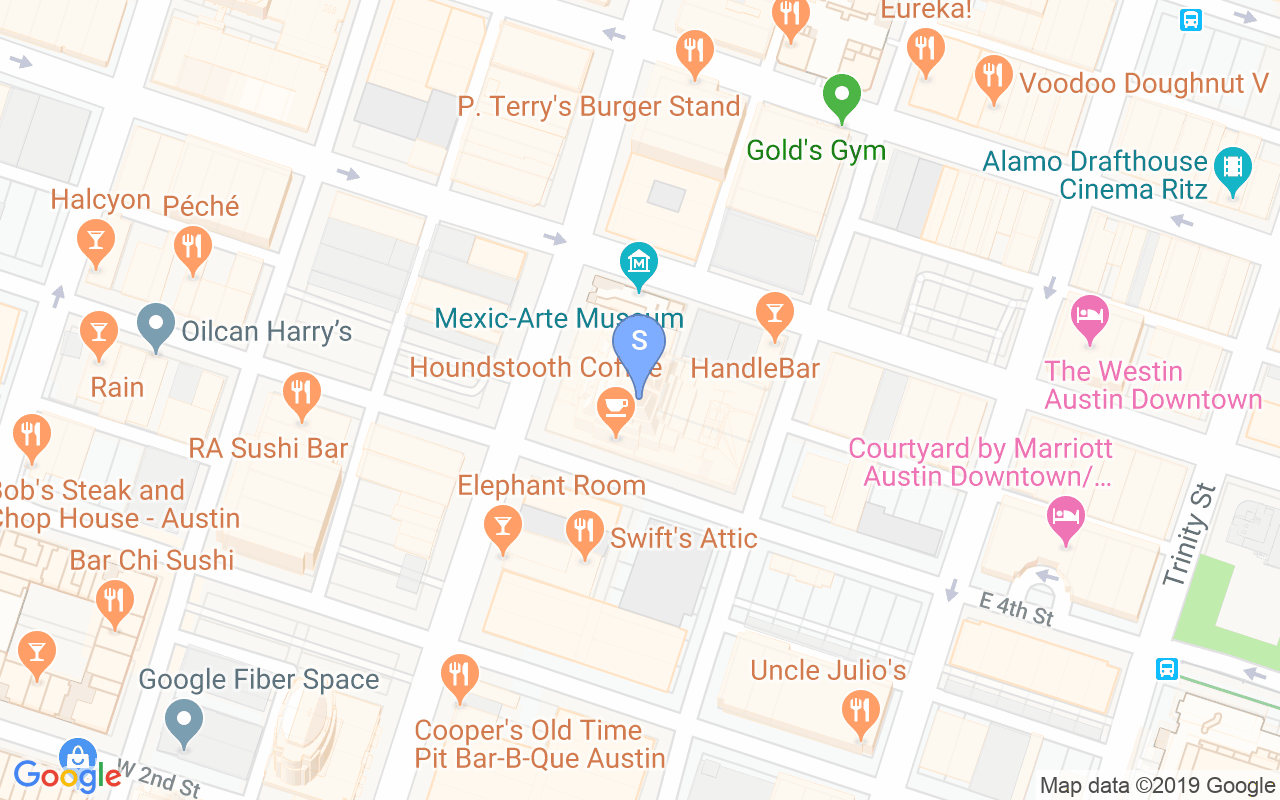 Eureka!
Voodoo Doughnut V
P. Terry's Burger Stand
Gold's Gym
Alamo Drafthouse
Cinema Ritz
Halcyon
Péché
Mexic-Arte Museum
S
Oilcan Harry’s
Houndstooth Coffee
HandleBar
Rain
The Westin
Austin Downtown
RA Sushi Bar
Courtyard by Marriott
Austin Downtown/...
Bob's Steak and
Chop House - Austin
Elephant Room
Swift's Attic
Trinity St
Bar Chi Sushi
E 4th St
Google Fiber Space
Uncle Julio's
Cooper's Old Time
Pit Bar-B-Que Austin
W 2nd St
Google
Map data ©2019 Google